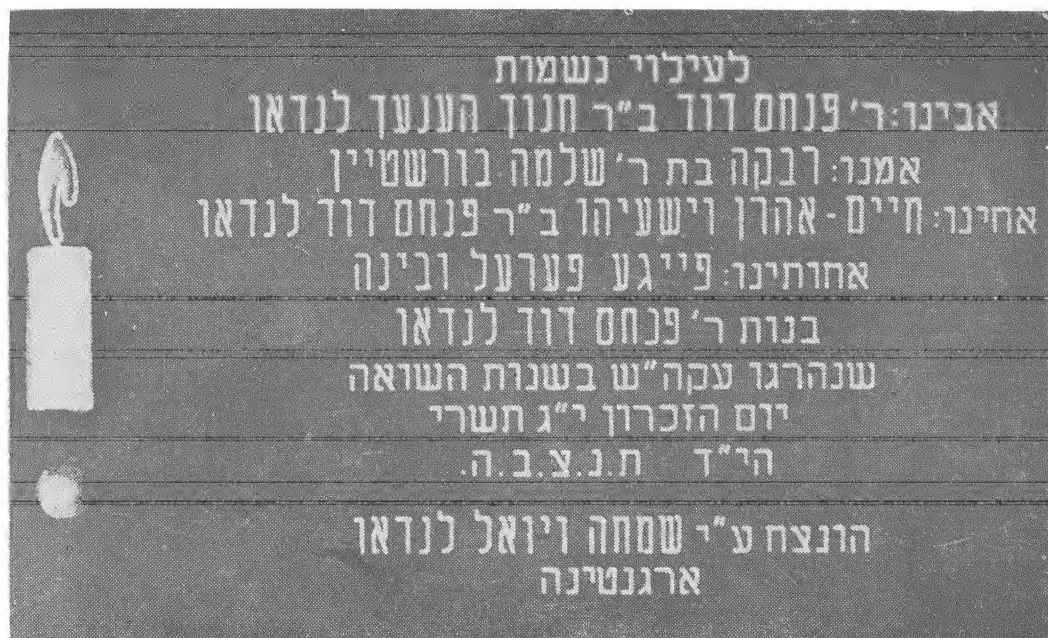 לעילוי נשמות
אבינו: ר' פנחס דוד ב"ר חנוך הענעך לנדאו
אמנו: רבקה בת ר' שלמה בורשטיין
אחינו: חיים - אהרן וישעיהו ב"ר פנחס דוד לנדאו
אחותינו: פייגע פערעל ובינה
בנות ר' פנחס דוד לנדאו
שנהרגו עקה"ש בשנות השואה
יום הזכרון י"ג תשרי
הי"ד ת.נ.צ.ב.ה.
הונצח ע"י שמחה ויואל לנדאו
ארגנטינה